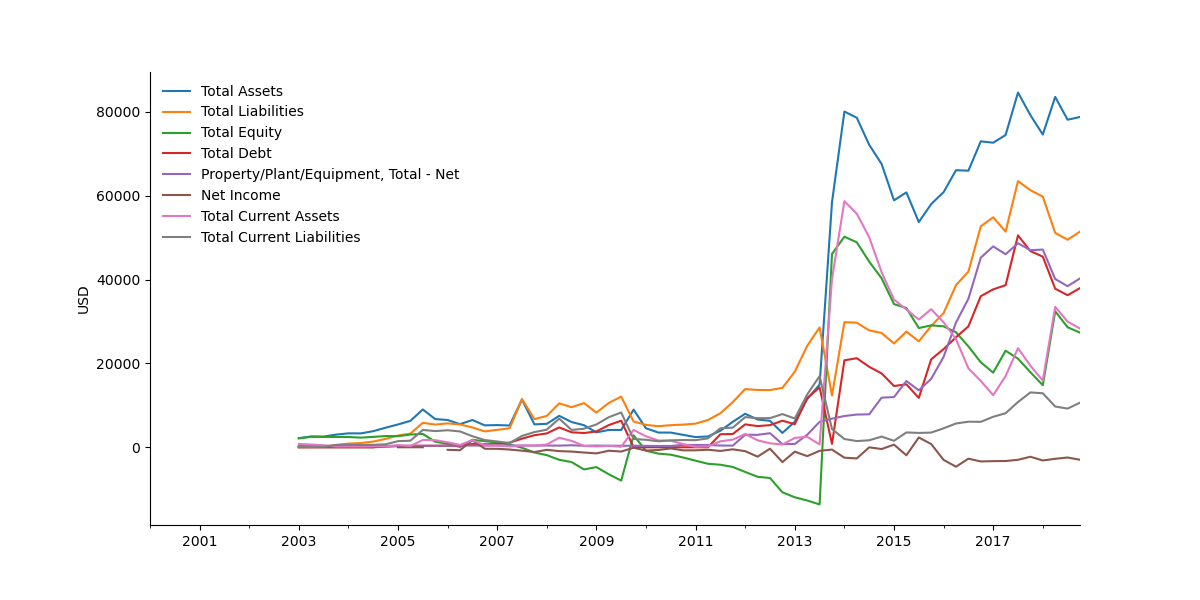 Total Assets
Total Liabilities
Total Equity
Total Debt
Property/Plant/Equipment, Total - Net
Net Income
Total Current Assets
Total Current Liabilities
USD
80000
60000
40000
20000
0
2001 2003 2005 2007 2009 2011 2013 2015 2017